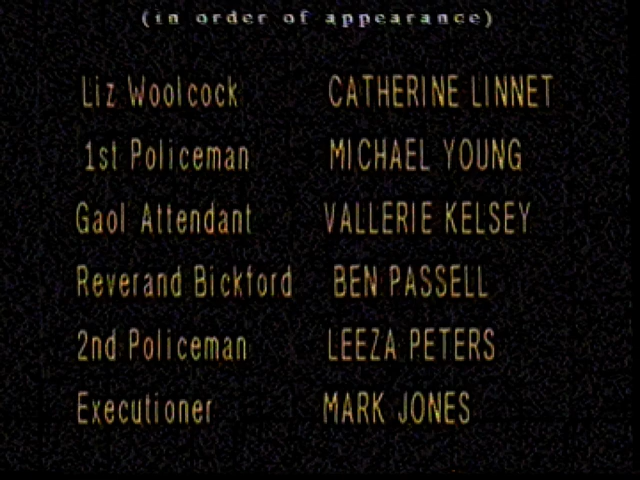 (in order of appearance)
Liz Woolcock CATHERINE LINNET
1st Policeman MICHAEL YOUNG
Gaol Attendant VALLERIE KELSEY
Reverand Bickford BEN PASSELL
2nd Policeman LEEZA PETERS
Executioner MARK JONES